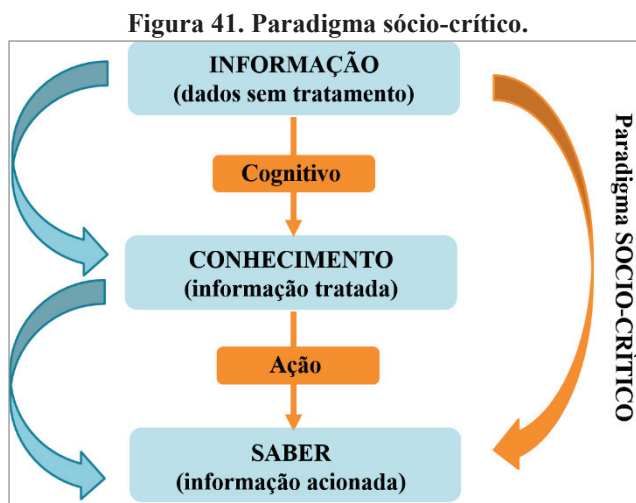 Figura 41. Paradigma sócio-crítico.
INFORMAÇÃO
(dados sem tratamento)
Cognitivo
CONHECIMENTO
(informação tratada)
Ação
SABER
(informação acionada)
Paradigma SOCIO-CRÍTICO